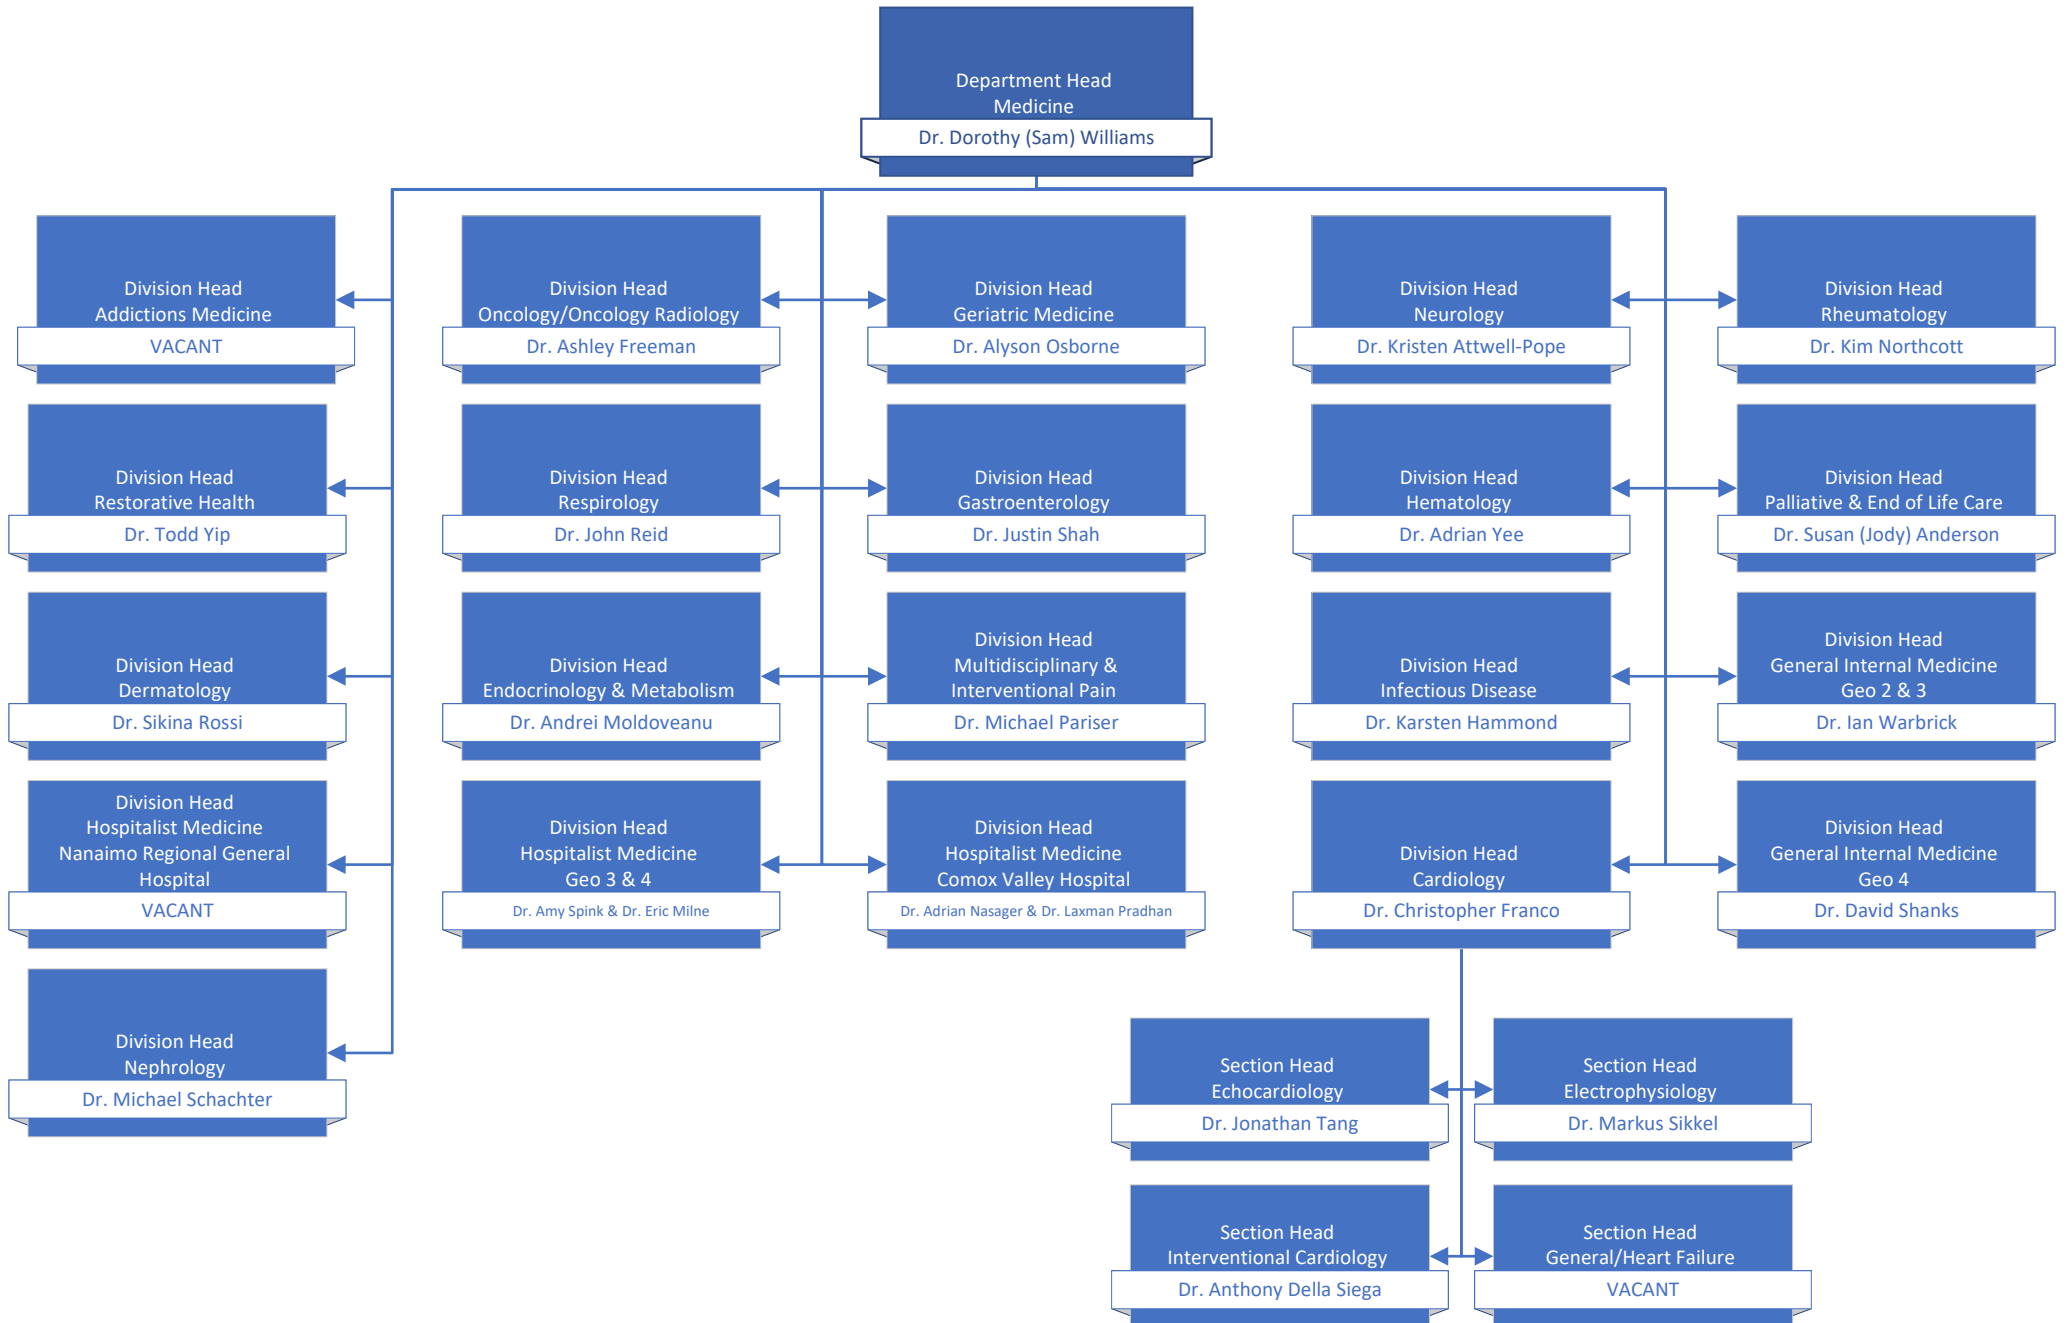 Department Head
Medicine
Dr. Dorothy (Sam) Williams
Division Head
Addictions Medicine
VACANT
Division Head
Oncology/Oncology Radiology
Dr. Ashley Freeman
Division Head
Geriatric Medicine
Dr. Alyson Osborne
Division Head
Neurology
Dr. Kristen Attwell-Pope
Division Head
Rheumatology
Dr. Kim Northcott
Division Head
Restorative Health
Dr. Todd Yip
Division Head
Respirology
Dr. John Reid
Division Head
Gastroenterology
Dr. Justin Shah
Division Head
Hematology
Dr. Adrian Yee
Division Head
Palliative & End of Life Care
Dr. Susan (Jody) Anderson
Division Head
Dermatology
Dr. Sikina Rossi
Division Head
Endocrinology & Metabolism
Dr. Andrei Moldoveanu
Division Head
Multidisciplinary &
Interventional Pain
Dr. Michael Pariser
Division Head
Infectious Disease
Dr. Karsten Hammond
Division Head
General Internal Medicine
Geo 2 & 3
Dr. Ian Warbrick
Division Head
Hospitalist Medicine
Nanaimo Regional General
Hospital
VACANT
Division Head
Hospitalist Medicine
Geo 3 & 4
Dr. Amy Spink & Dr. Eric Milne
Division Head
Hospitalist Medicine
Comox Valley Hospital
Dr. Adrian Nasager & Dr. Laxman Pradhan
Division Head
Cardiology
Dr. Christopher Franco
Division Head
General Internal Medicine
Geo 4
Dr. David Shanks
Division Head
Nephrology
Dr. Michael Schachter
Section Head
Echocardiology
Dr. Jonathan Tang
Section Head
Electrophysiology
Dr. Markus Sikkel
Section Head
Interventional Cardiology
Dr. Anthony Della Siega
Section Head
General/Heart Failure
VACANT